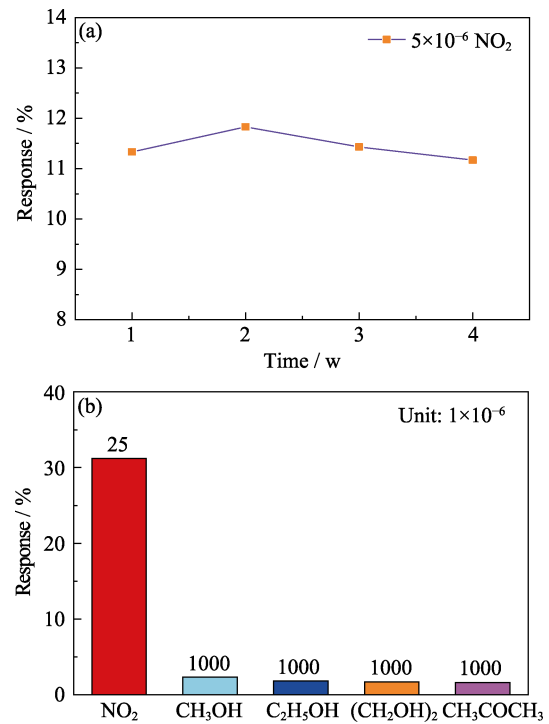 (a)
5×10⁻⁶ NO₂
14
13
12
11
10
9
8
Response / %
1 2 3 4
Time / w
(b)
Unit: 1×10⁻⁶
40
30
20
10
0
Response / %
25
1000 1000 1000 1000
NO₂ CH₃OH C₂H₅OH (CH₂OH)₂ CH₃COCH₃